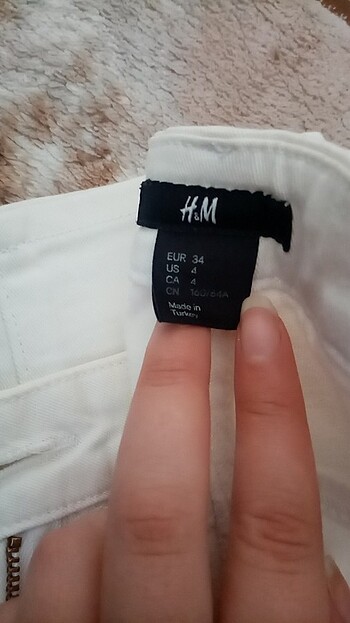 H&M
EUR 34
US 4
CA 4
CN 160/64A
Made in
Turkey